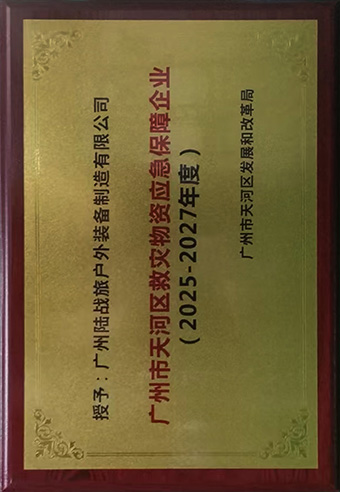 授予：广州陆战旅户外装备制造有限公司
广州市天河区救灾物资应急保障企业
（2025-2027年度）
广州市天河区发展和改革局